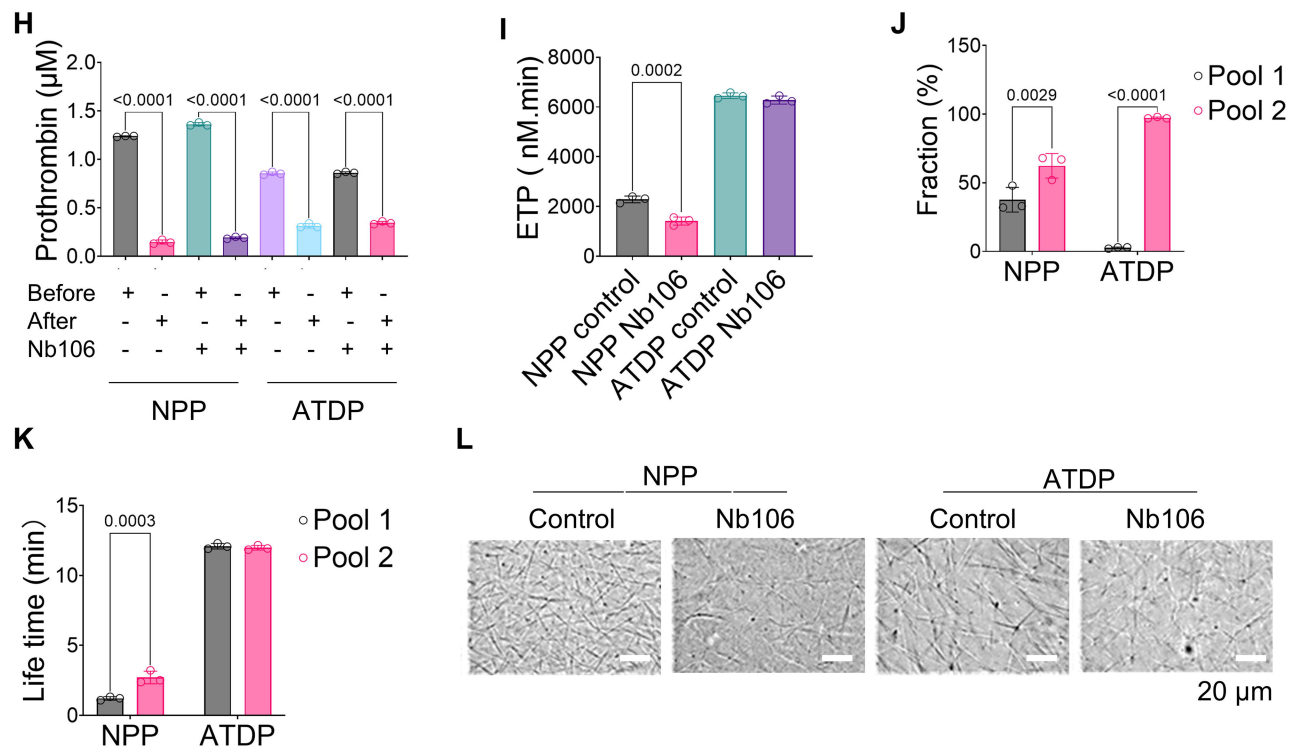 H
Prothrombin (µM)
2.0
1.5
1.0
0.5
0.0
<0.0001 <0.0001 <0.0001 <0.0001
Before + - + - + - + -
After - + - + - + - +
Nb106 - - + + - - + +
NPP ATDP
I
ETP ( nM.min)
8000
6000
4000
2000
0
0.0002
NPP control
NPP Nb106
ATDP control
ATDP Nb106
J
Fraction (%)
150
100
50
0
0.0029 <0.0001
NPP ATDP
Pool 1
Pool 2
K
Life time (min)
15
10
5
0
0.0003
NPP ATDP
Pool 1
Pool 2
L
NPP ATDP
Control Nb106 Control Nb106
20 µm